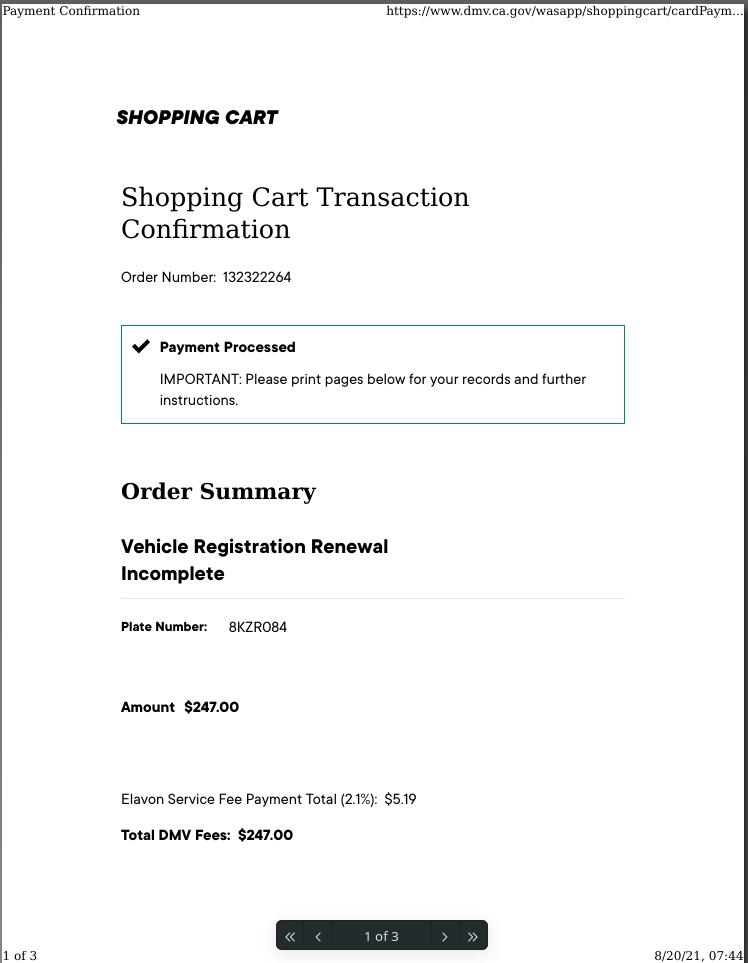 Payment Confirmation https://www.dmv.ca.gov/wasapp/shoppingcart/cardPaym...
SHOPPING CART
Shopping Cart Transaction
Confirmation
Order Number: 132322264
Payment Processed
IMPORTANT: Please print pages below for your records and further
instructions.
Order Summary
Vehicle Registration Renewal
Incomplete
Plate Number: 8KZR084
Amount $247.00
Elavon Service Fee Payment Total (2.1%): $5.19
Total DMV Fees: $247.00
1 of 3
1 of 3 8/20/21, 07:44